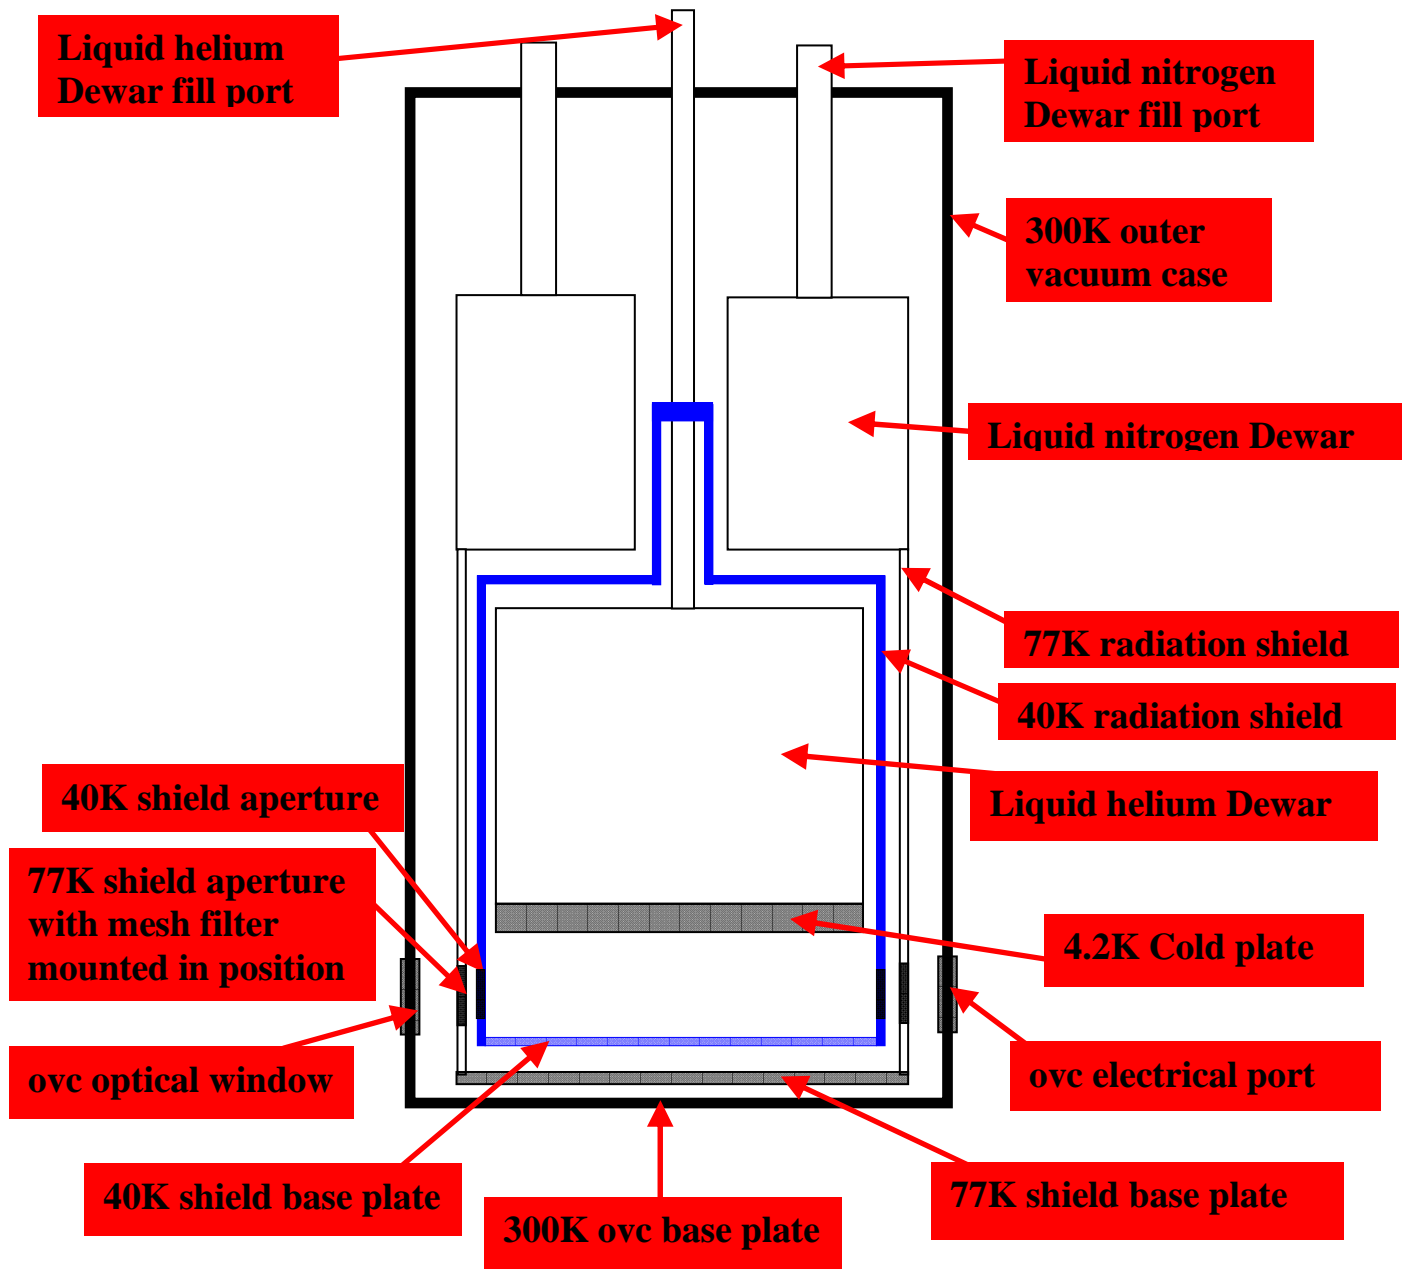 Liquid helium
Dewar fill port
Liquid nitrogen
Dewar fill port
300K outer
vacuum case
Liquid nitrogen Dewar
77K radiation shield
40K radiation shield
40K shield aperture
Liquid helium Dewar
77K shield aperture
with mesh filter
mounted in position
4.2K Cold plate
ovc optical window
ovc electrical port
40K shield base plate
300K ovc base plate
77K shield base plate